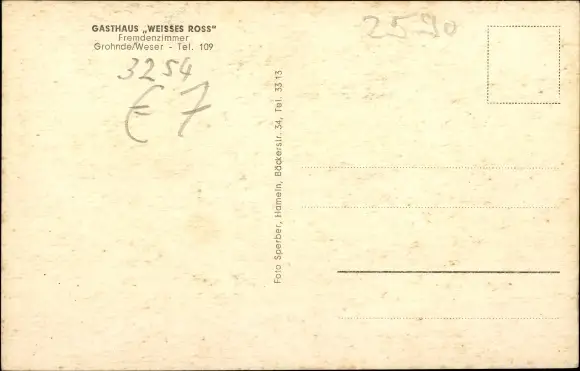 GASTHAUS „WEISSES ROSS"
Fremdenzimmer
Grohnde/Weser - Tel. 109
3254
€ 7
2590
Foto Sperber, Hameln, Bäckerstr. 34, Tel. 33 13